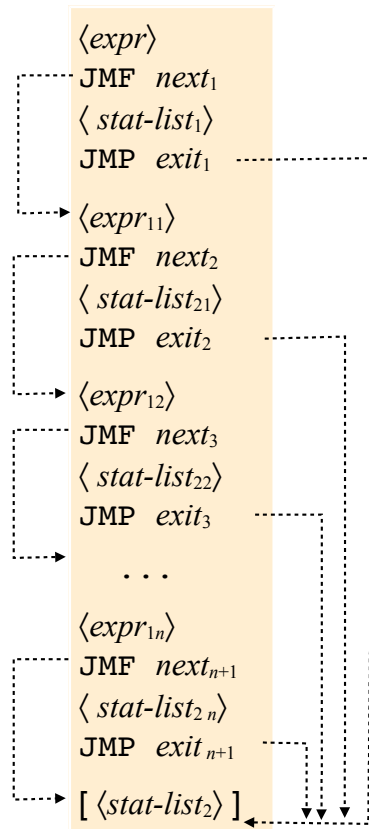 ⟨expr⟩
JMF next₁
⟨ stat-list₁⟩
JMP exit₁
⟨expr₁₁⟩
JMF next₂
⟨ stat-list₂₁⟩
JMP exit₂
⟨expr₁₂⟩
JMF next₃
⟨ stat-list₂₂⟩
JMP exit₃
...
⟨expr₁ₙ⟩
JMF nextₙ₊₁
⟨ stat-list₂ ₙ⟩
JMP exit ₙ₊₁
[ ⟨stat-list₂⟩ ]